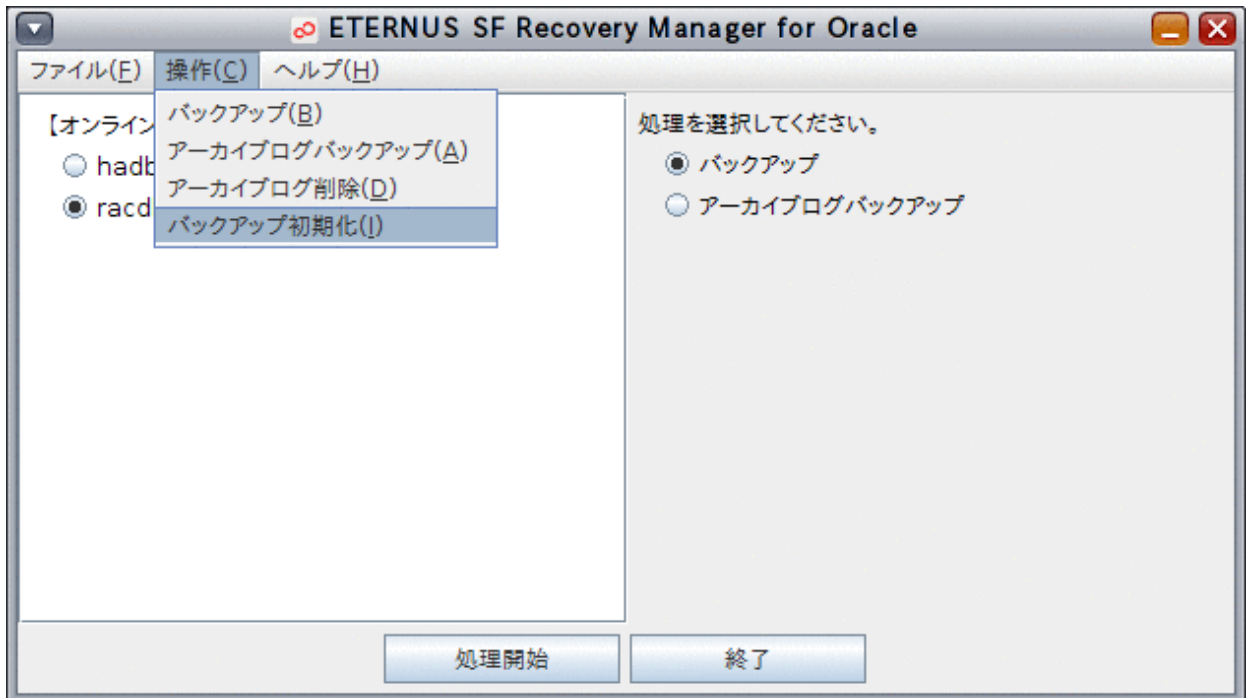 ETERNUS SF Recovery Manager for Oracle
ファイル(F) 操作(C) ヘルプ(H)
バックアップ(B)
アーカイブログバックアップ(A)
アーカイブログ削除(D)
バックアップ初期化(I)
【オンライン
処理を選択してください。
バックアップ
アーカイブログバックアップ
処理開始 終了